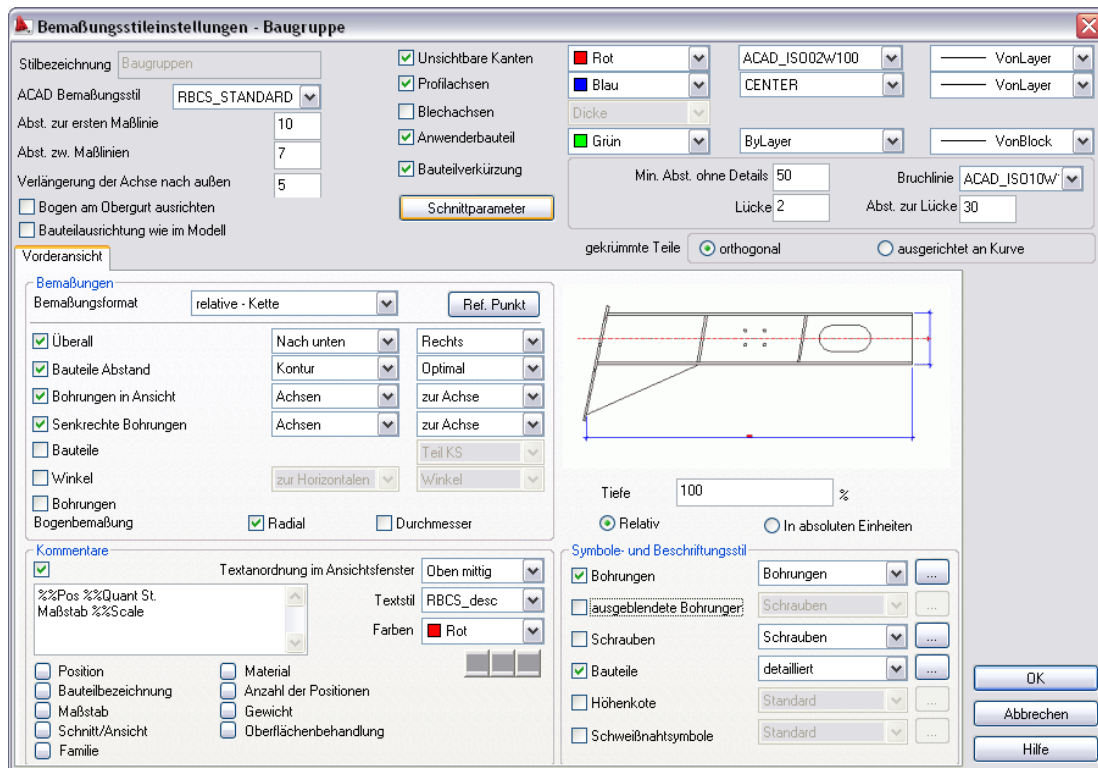 Bemaßungsstileinstellungen - Baugruppe
Stilbezeichnung Baugruppen
ACAD Bemaßungsstil RBCS_STANDARD
Abst. zur ersten Maßlinie 10
Abst. zw. Maßlinien 7
Verlängerung der Achse nach außen 5
Bogen am Obergurt ausrichten
Bauteilausrichtung wie im Modell
Unsichtbare Kanten Rot ACAD_ISO02W100 VonLayer
Profilachsen Blau CENTER VonLayer
Blechachsen Dicke
Anwenderbauteil Grün ByLayer VonBlock
Bauteilverkürzung
Schnittparameter
Min. Abst. ohne Details 50 Bruchlinie ACAD_ISO10W
Lücke 2 Abst. zur Lücke 30
gekrümmte Teile orthogonal ausgerichtet an Kurve
Vorderansicht
Bemaßungen
Bemaßungsformat relative - Kette Ref. Punkt
Überall Nach unten Rechts
Bauteile Abstand Kontur Optimal
Bohrungen in Ansicht Achsen zur Achse
Senkrechte Bohrungen Achsen zur Achse
Bauteile Teil KS
Winkel zur Horizontalen Winkel
Bohrungen
Bogenbemaßung Radial Durchmesser
Tiefe 100 %
Relativ In absoluten Einheiten
Kommentare
Textanordnung im Ansichtsfenster Oben mittig
%%Pos %%Quant St.
Maßstab %%Scale
Textstil RBCS_desc
Farben Rot
Position Material
Bauteilbezeichnung Anzahl der Positionen
Maßstab Gewicht
Schnitt/Ansicht Oberflächenbehandlung
Familie
Symbole- und Beschriftungsstil
Bohrungen Bohrungen ...
ausgeblendete Bohrungen Schrauben ...
Schrauben Schrauben ...
Bauteile detailliert ...
Höhenkote Standard ...
Schweißnahtsymbole Standard ...
OK
Abbrechen
Hilfe